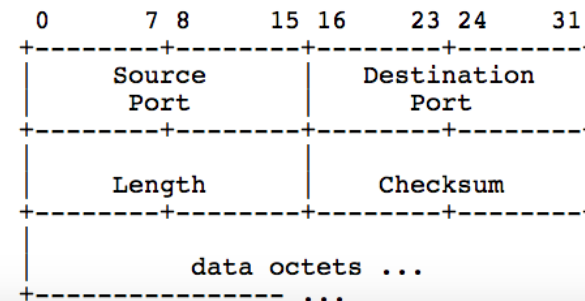 0 7 8 15 16 23 24 31
+--------+--------+--------+--------
| Source | Destination
| Port | Port
+--------+--------+--------+--------
| Length | Checksum
+--------+--------+--------+--------
| data octets ...
+---------------- ...